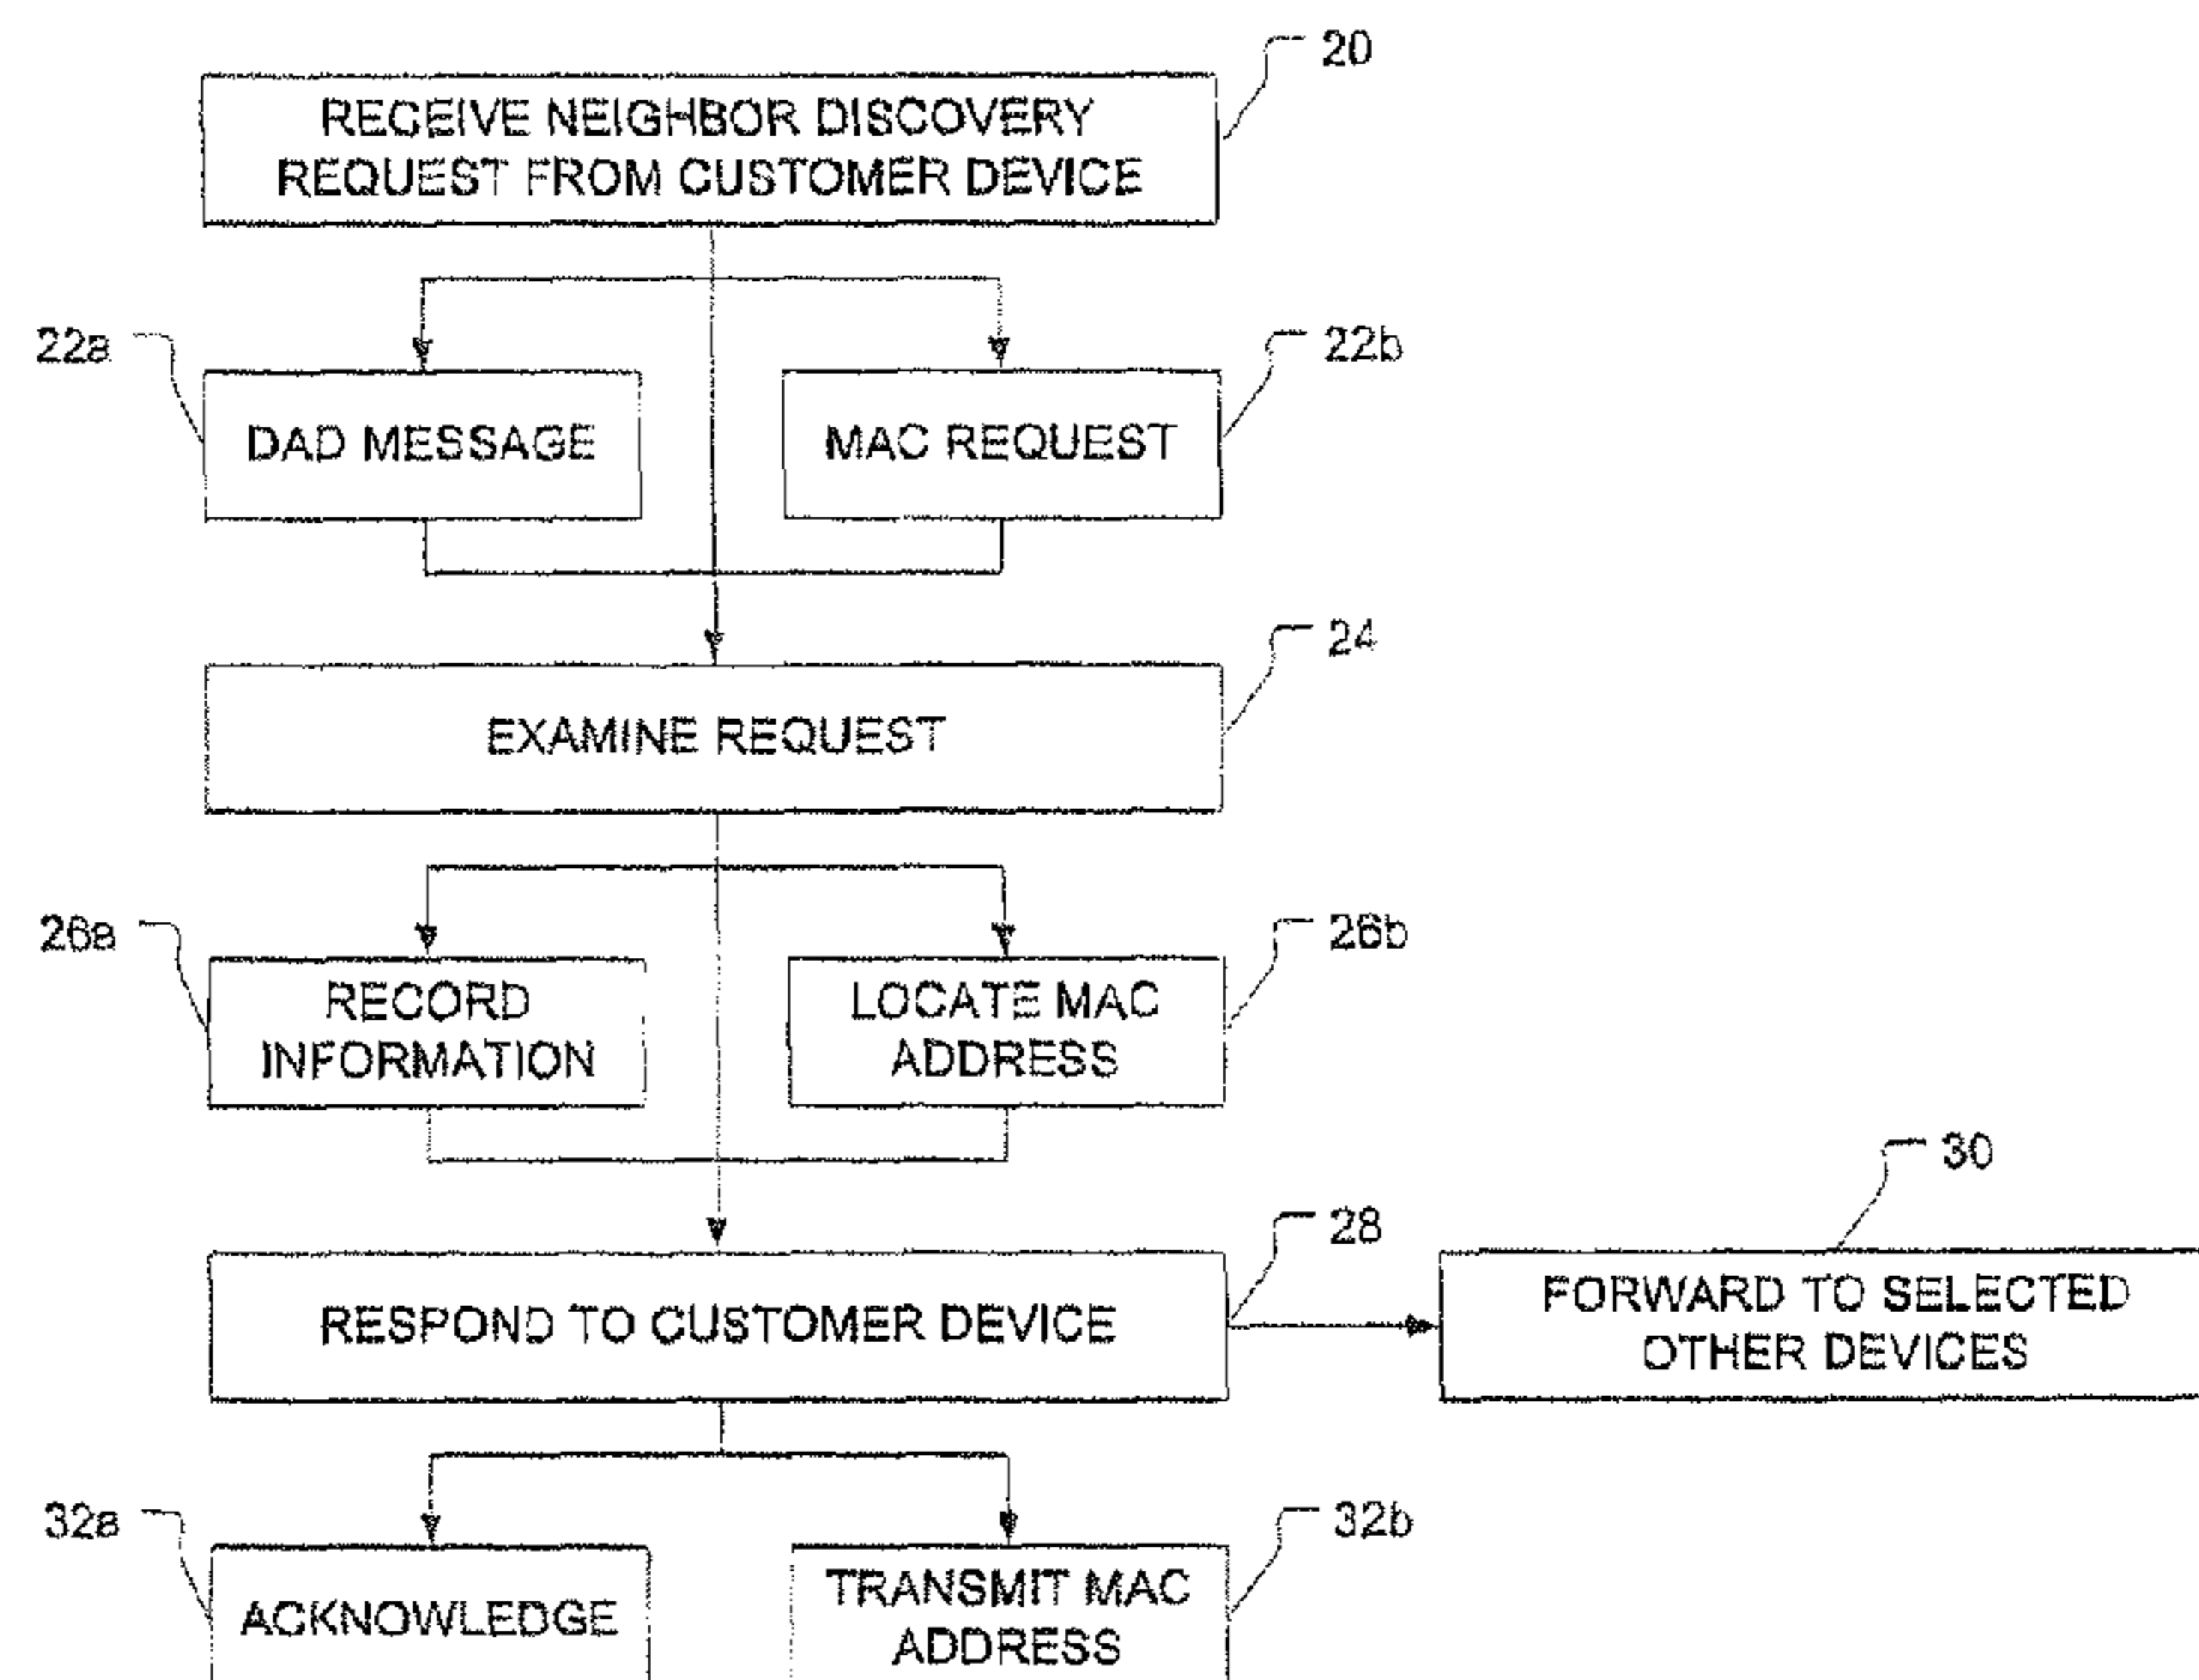 20
RECEIVE NEIGHBOR DISCOVERY
REQUEST FROM CUSTOMER DEVICE
22a
22b
DAD MESSAGE
MAC REQUEST
24
EXAMINE REQUEST
26a
26b
RECORD
INFORMATION
LOCATE MAC
ADDRESS
30
28
RESPOND TO CUSTOMER DEVICE
FORWARD TO SELECTED
OTHER DEVICES
32a
32b
ACKNOWLEDGE
TRANSMIT MAC
ADDRESS